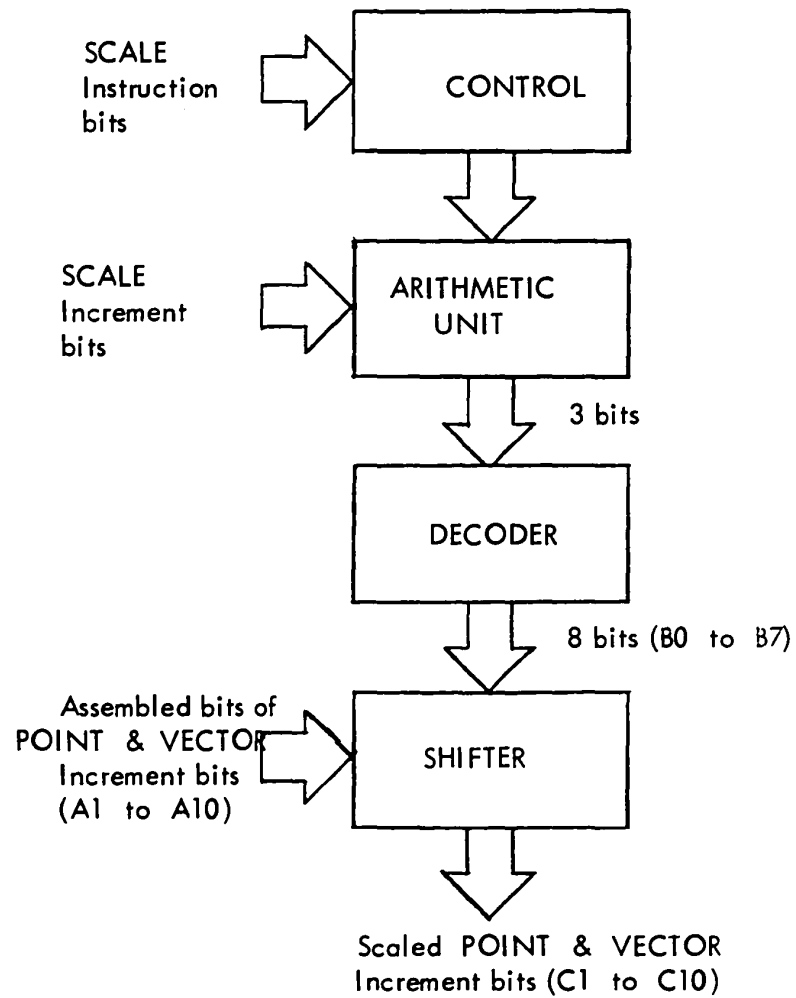 SCALE
Instruction
bits
CONTROL
SCALE
Increment
bits
ARITHMETIC
UNIT
3 bits
DECODER
8 bits (B0 to B7)
Assembled bits of
POINT & VECTOR
Increment bits
(A1 to A10)
SHIFTER
Scaled POINT & VECTOR
Increment bits (C1 to C10)